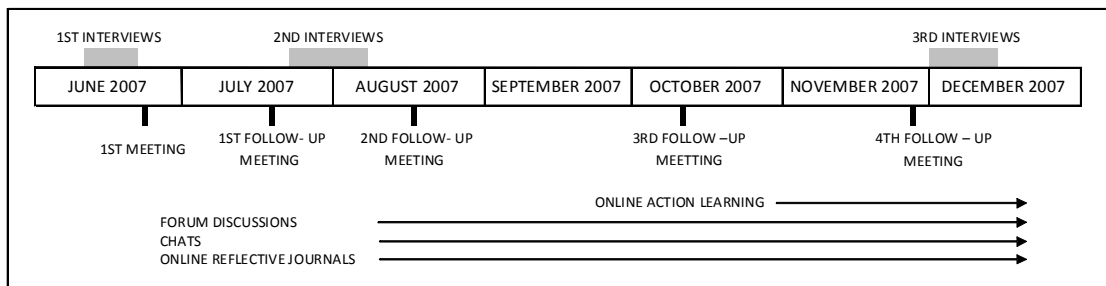 1ST INTERVIEWS
2ND INTERVIEWS
3RD INTERVIEWS
JUNE 2007
JULY 2007
AUGUST 2007
SEPTEMBER 2007
OCTOBER 2007
NOVEMBER 2007
DECEMBER 2007
1ST MEETING
1ST FOLLOW- UP
MEETING
2ND FOLLOW- UP
MEETING
3RD FOLLOW –UP
MEETTING
4TH FOLLOW – UP
MEETING
ONLINE ACTION LEARNING
FORUM DISCUSSIONS
CHATS
ONLINE REFLECTIVE JOURNALS